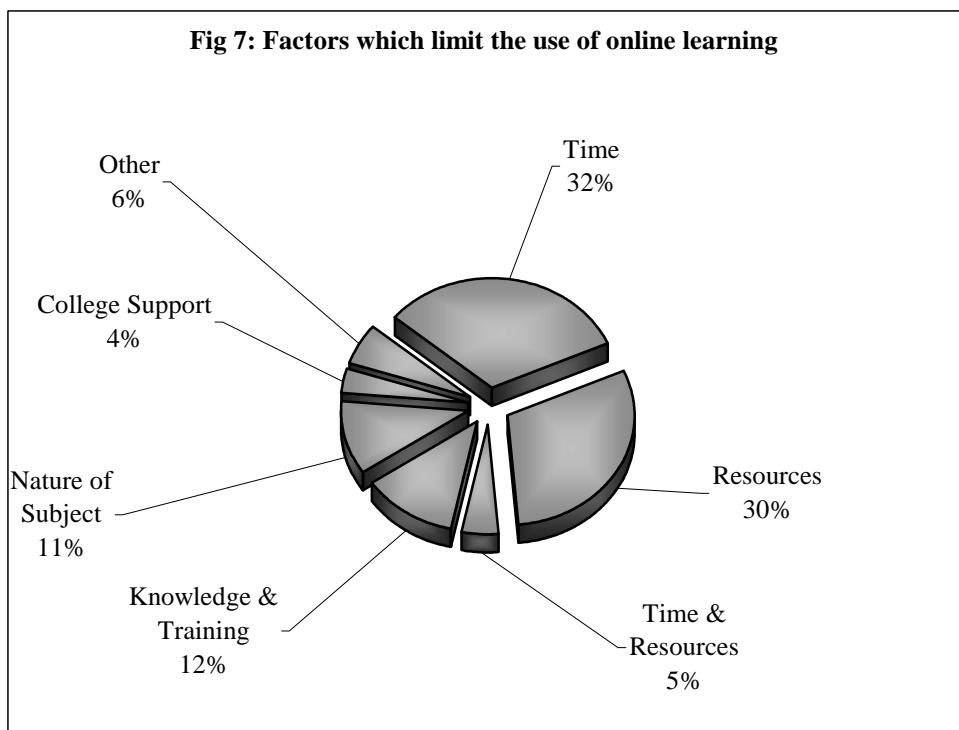 Fig 7: Factors which limit the use of online learning
Time
32%
Resources
30%
Time &
Resources
5%
Knowledge &
Training
12%
Nature of
Subject
11%
College Support
4%
Other
6%